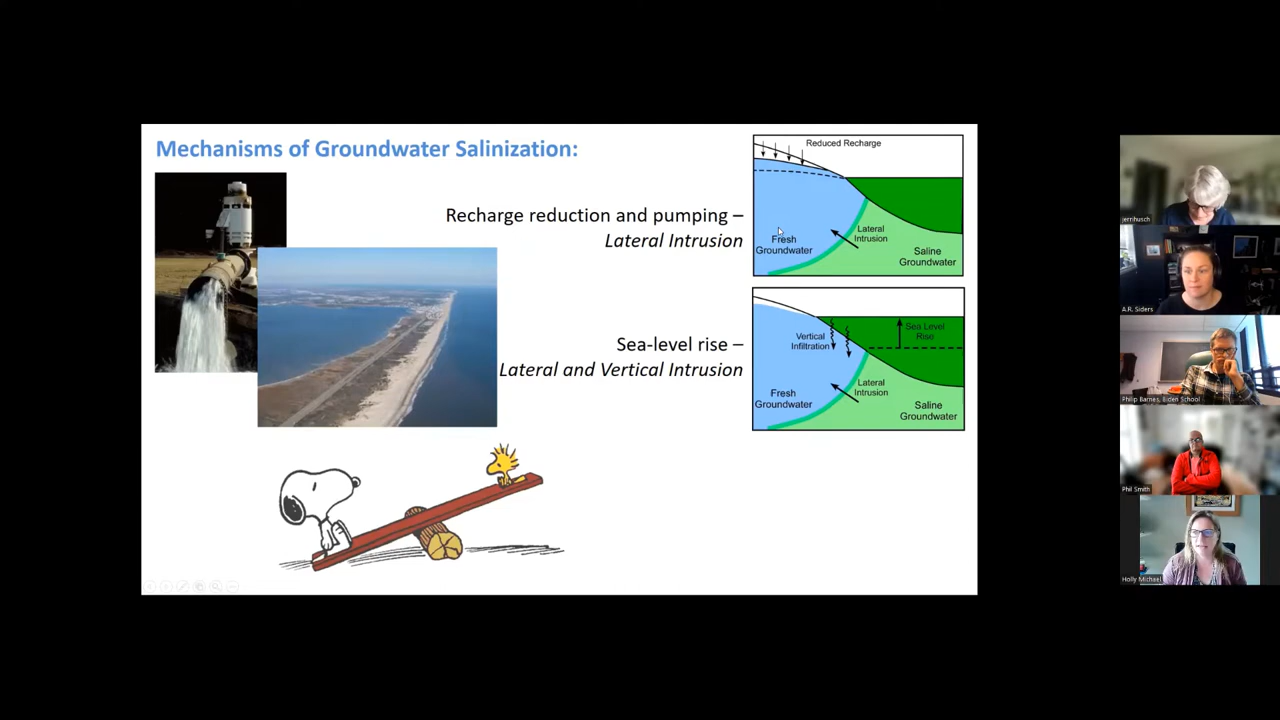 Mechanisms of Groundwater Salinization:
Recharge reduction and pumping –
Lateral Intrusion
Reduced Recharge
Fresh
Groundwater
Lateral
Intrusion
Saline
Groundwater
Sea-level rise –
Lateral and Vertical Intrusion
Vertical
Infiltration
Sea Level
Rise
Fresh
Groundwater
Lateral
Intrusion
Saline
Groundwater
jerrihusch
A.R. Siders
Philip Barnes, Biden School
Phil Smith
Holly Michael